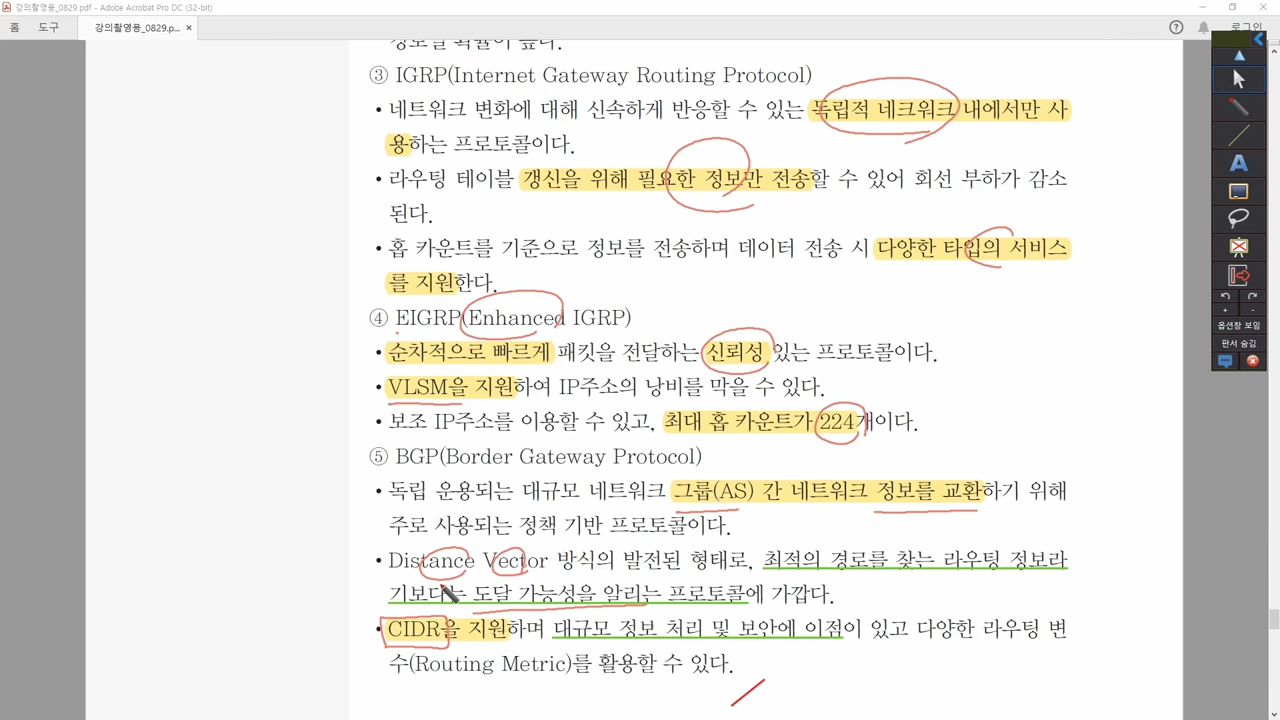 강의촬영용_0829.pdf - Adobe Acrobat Pro DC (32-bit)
홈 도구 강의촬영용_0829.p... × 로그인
정보일 확률이 높다.
③ IGRP(Internet Gateway Routing Protocol)
• 네트워크 변화에 대해 신속하게 반응할 수 있는 독립적 네크워크 내에서만 사
용하는 프로토콜이다.
• 라우팅 테이블 갱신을 위해 필요한 정보만 전송할 수 있어 회선 부하가 감소
된다.
• 홉 카운트를 기준으로 정보를 전송하며 데이터 전송 시 다양한 타입의 서비스
를 지원한다.
④ EIGRP(Enhanced IGRP)
• 순차적으로 빠르게 패킷을 전달하는 신뢰성 있는 프로토콜이다.
• VLSM을 지원하여 IP주소의 낭비를 막을 수 있다.
• 보조 IP주소를 이용할 수 있고, 최대 홉 카운트가 224개이다.
⑤ BGP(Border Gateway Protocol)
• 독립 운용되는 대규모 네트워크 그룹(AS) 간 네트워크 정보를 교환하기 위해
주로 사용되는 정책 기반 프로토콜이다.
• Distance Vector 방식의 발전된 형태로, 최적의 경로를 찾는 라우팅 정보라
기보다는 도달 가능성을 알리는 프로토콜에 가깝다.
• CIDR을 지원하며 대규모 정보 처리 및 보안에 이점이 있고 다양한 라우팅 변
수(Routing Metric)를 활용할 수 있다.
A
+ -
옵션창 보임
판서 숨김